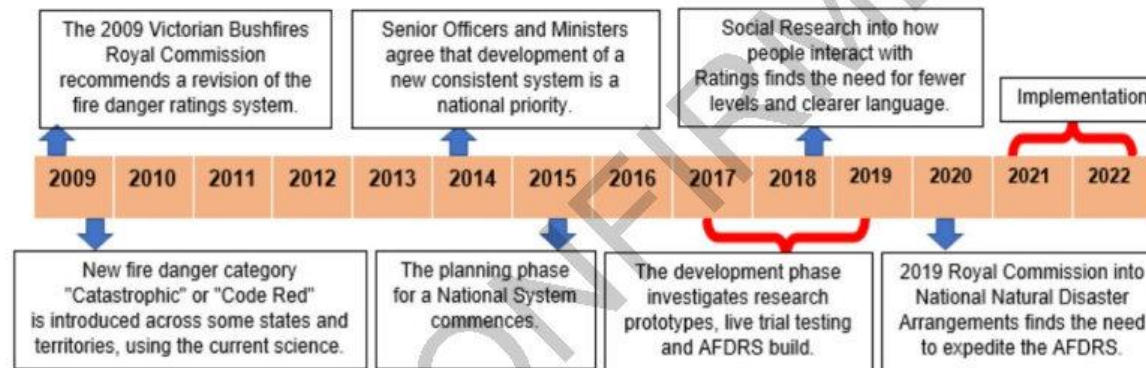 The 2009 Victorian Bushfires
Royal Commission
recommends a revision of the
fire danger ratings system.
Senior Officers and Ministers
agree that development of a
new consistent system is a
national priority.
Social Research into how
people interact with
Ratings finds the need for fewer
levels and clearer language.
Implementation
2009 2010 2011 2012 2013 2014 2015 2016 2017 2018 2019 2020 2021 2022
New fire danger category
"Catastrophic" or "Code Red"
is introduced across some states and
territories, using the current science.
The planning phase
for a National System
commences.
The development phase
investigates research
prototypes, live trial testing
and AFDRS build.
2019 Royal Commission into
National Natural Disaster
Arrangements finds the need
to expedite the AFDRS.